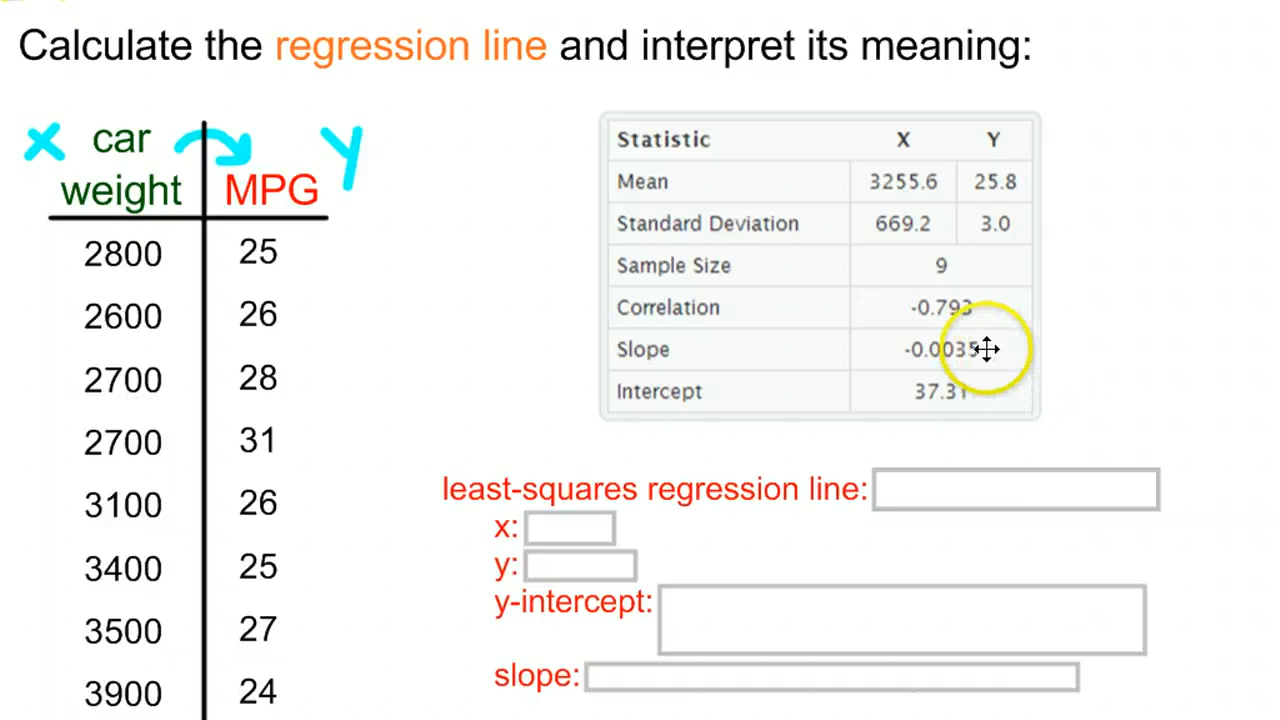 Calculate the regression line and interpret its meaning:
x car y
weight MPG
2800 25
2600 26
2700 28
2700 31
3100 26
3400 25
3500 27
3900 24
Statistic X Y
Mean 3255.6 25.8
Standard Deviation 669.2 3.0
Sample Size 9
Correlation -0.793
Slope -0.0035
Intercept 37.31
least-squares regression line:
x:
y:
y-intercept:
slope: